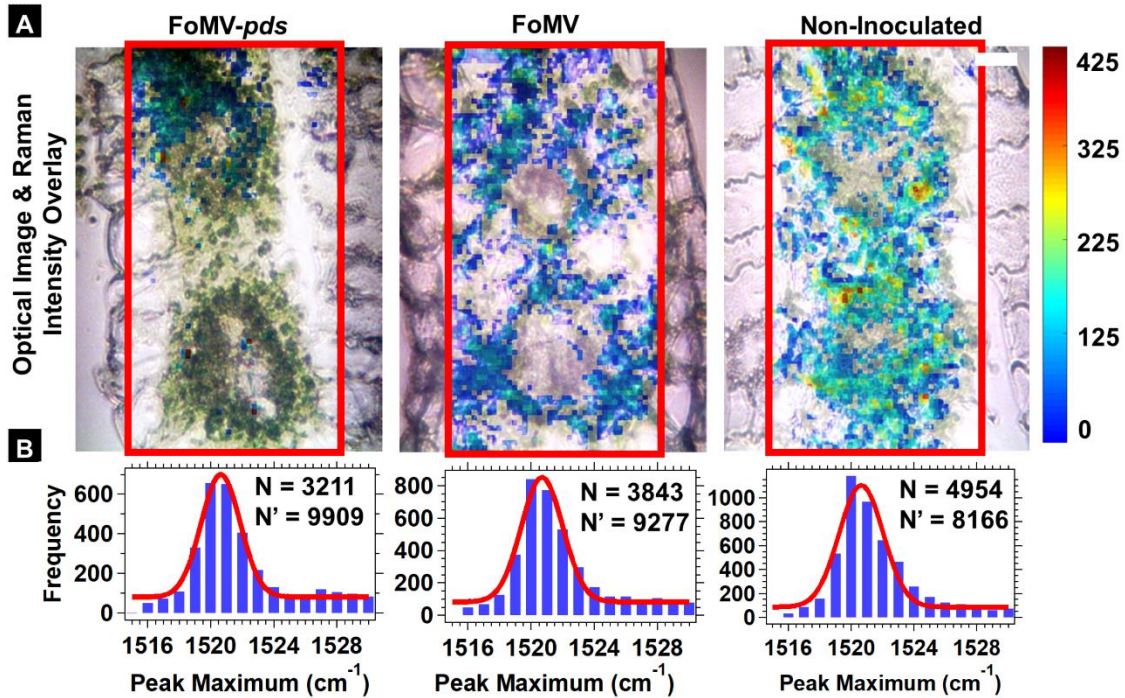 A
FoMV-pds
FoMV
Non-Inoculated
Optical Image & Raman
Intensity Overlay
425
325
225
125
0
B
Frequency
600
400
200
0
N = 3211
N' = 9909
1516 1520 1524 1528
Peak Maximum (cm-1)
800
600
400
200
0
N = 3843
N' = 9277
1516 1520 1524 1528
Peak Maximum (cm-1)
1000
800
600
400
200
0
N = 4954
N' = 8166
1516 1520 1524 1528
Peak Maximum (cm-1)